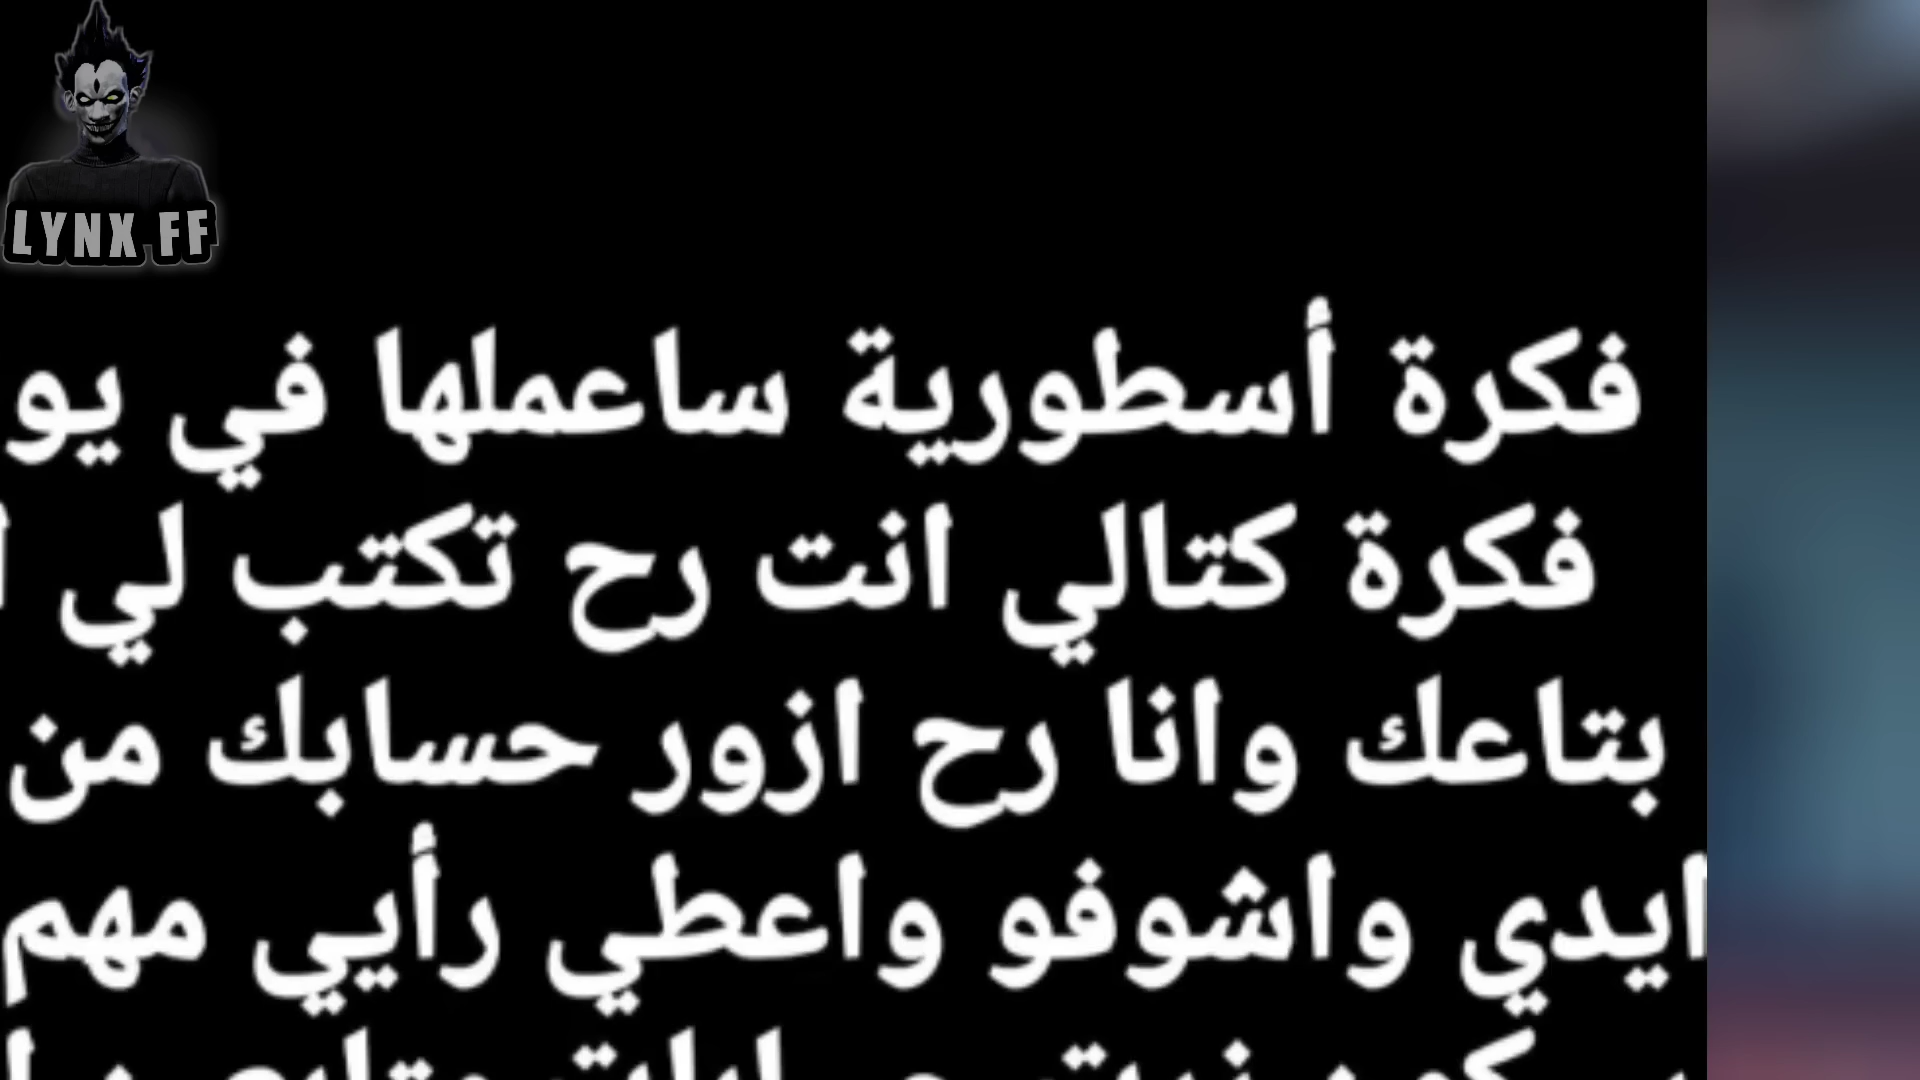 LYNX FF
فكرة أسطورية ساعملها في يو
فكرة كتالي انت رح تكتب لي
بتاعك وانا رح ازور حسابك من
ايدي واشوفو واعطي رأيي مهم